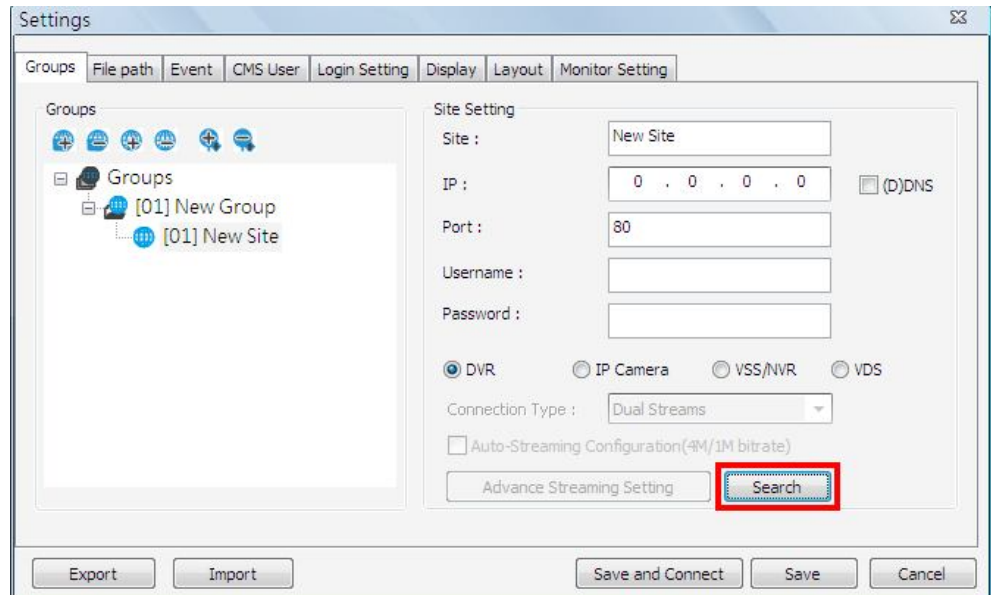 Settings
Groups File path Event CMS User Login Setting Display Layout Monitor Setting
Groups
Groups
[01] New Group
[01] New Site
Site Setting
Site : New Site
IP : 0 . 0 . 0 . 0 (D)DNS
Port : 80
Username :
Password :
DVR IP Camera VSS/NVR VDS
Connection Type : Dual Streams
Auto-Streaming Configuration(4M/1M bitrate)
Advance Streaming Setting Search
Export Import Save and Connect Save Cancel